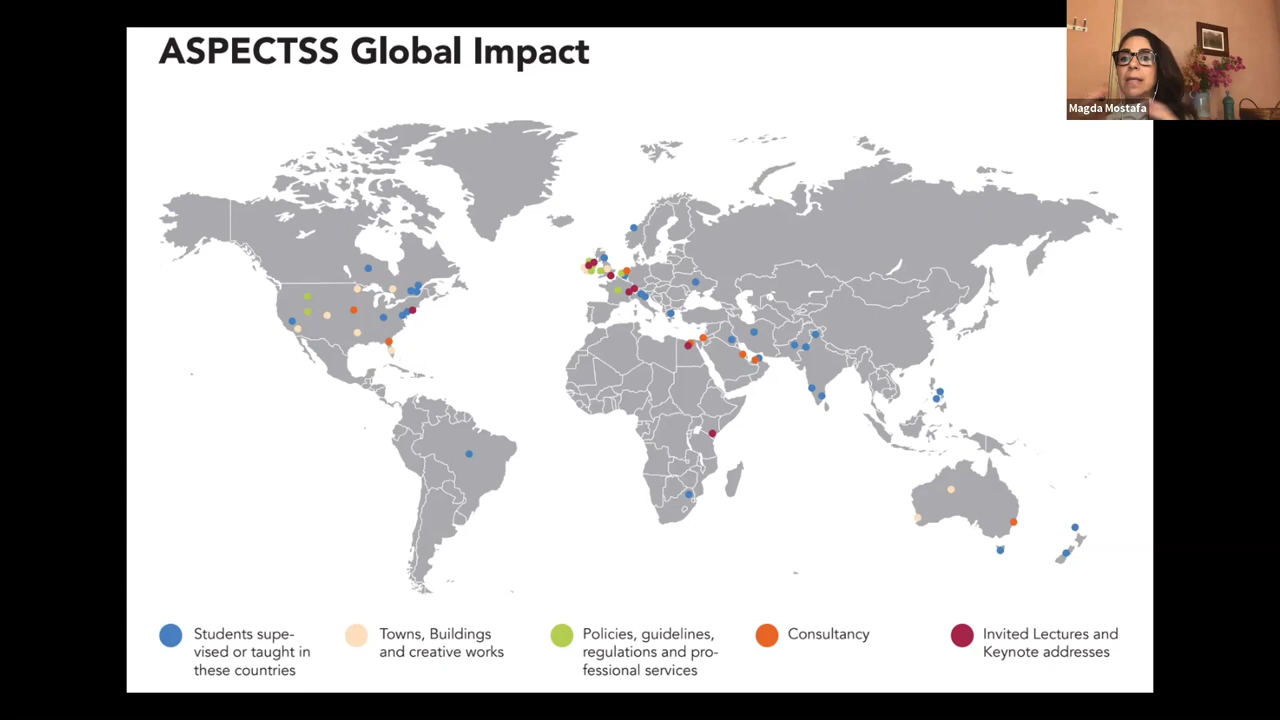 ASPECTSS Global Impact
Magda Mostafa
Students supe-
vised or taught in
these countries
Towns, Buildings
and creative works
Policies, guidelines,
regulations and pro-
fessional services
Consultancy
Invited Lectures and
Keynote addresses